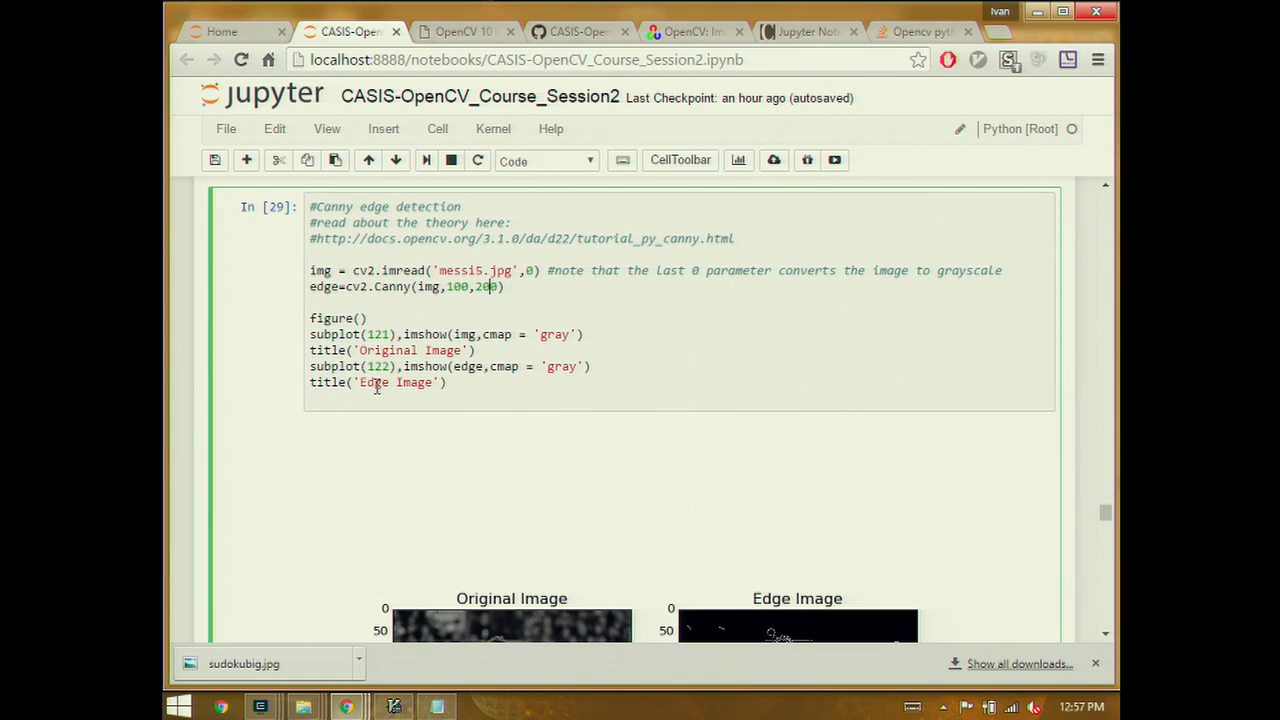 Ivan
Home
CASIS-Open
OpenCV 101
CASIS-Open
OpenCV: Im
Jupyter Note
Opencv pyth
localhost:8889/notebooks/CASIS-OpenCV_Course_Session2.ipynb
jupyter CASIS-OpenCV_Course_Session2 Last Checkpoint: an hour ago (autosaved)
File Edit View Insert Cell Kernel Help Python [Root]
Code CellToolbar
In [29]:
#Canny edge detection
#read about the theory here:
#http://docs.opencv.org/3.1.0/da/d22/tutorial_py_canny.html
img = cv2.imread('messi5.jpg',0) #note that the last 0 parameter converts the image to grayscale
edge=cv2.Canny(img,100,200)
figure()
subplot(121),imshow(img,cmap = 'gray')
title('Original Image')
subplot(122),imshow(edge,cmap = 'gray')
title('Edge Image')
Original Image Edge Image
0 0
50 50
sudokubig.jpg Show all downloads...
12:57 PM